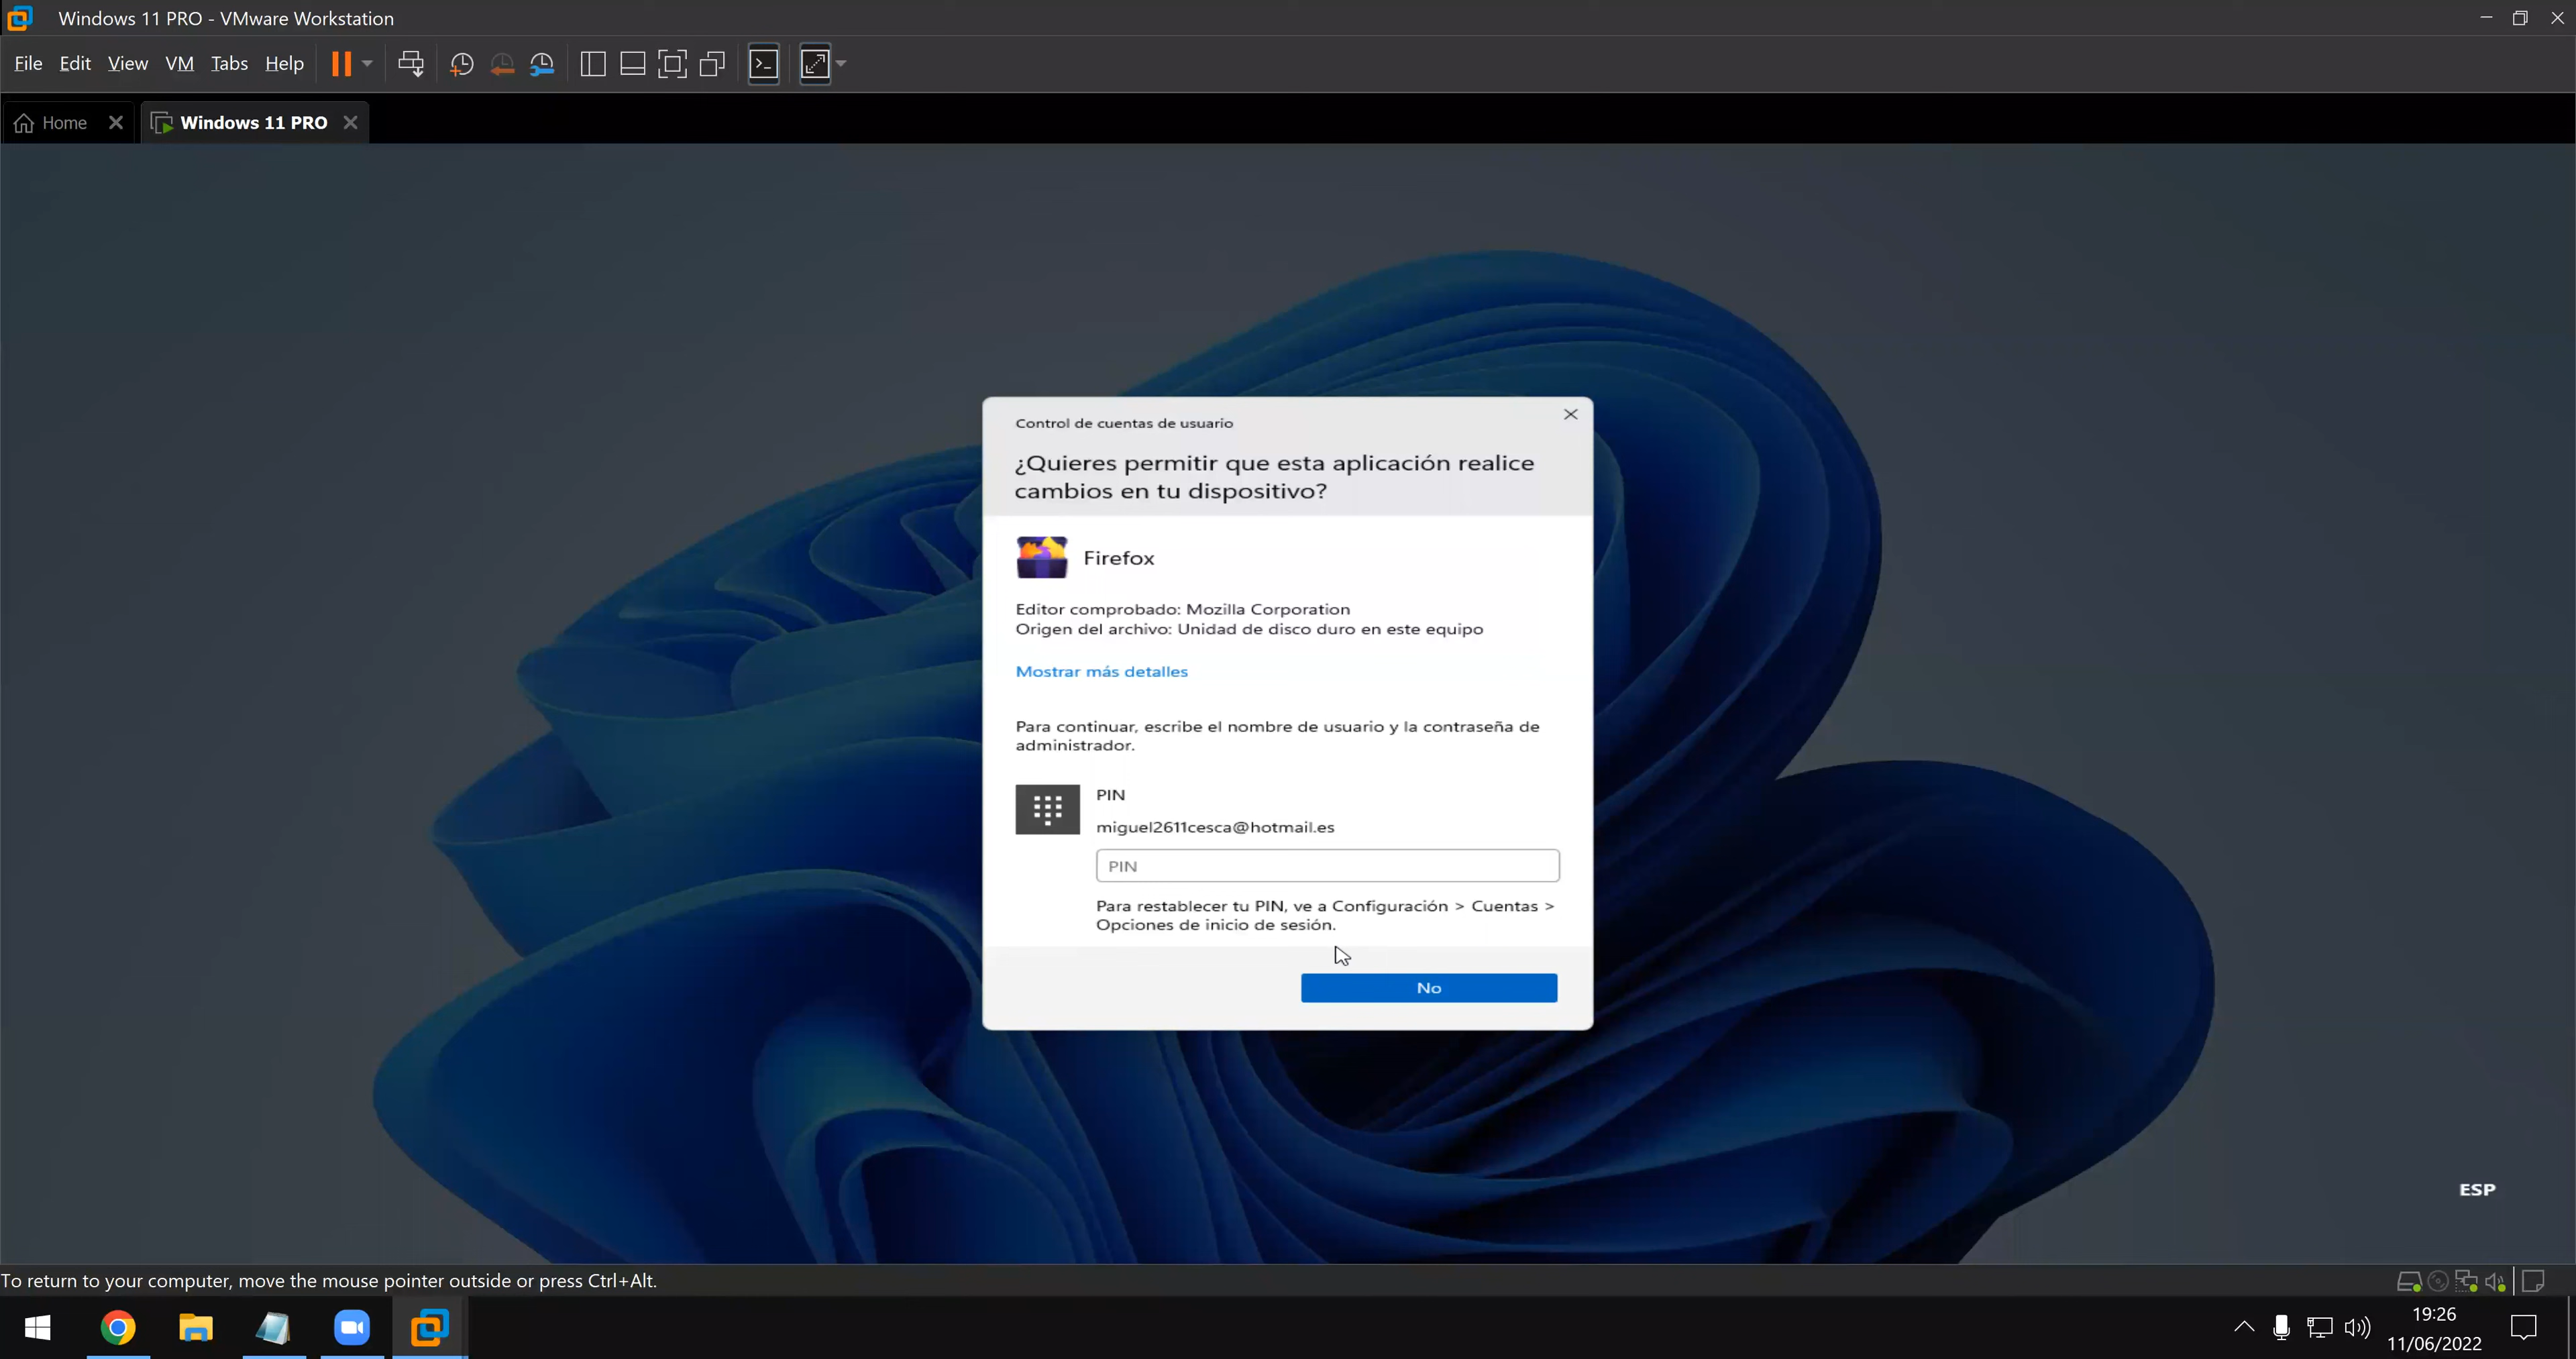 Windows 11 PRO - VMware Workstation
File Edit View VM Tabs Help
Home
Windows 11 PRO
Control de cuentas de usuario
¿Quieres permitir que esta aplicación realice
cambios en tu dispositivo?
Firefox
Editor comprobado: Mozilla Corporation
Origen del archivo: Unidad de disco duro en este equipo
Mostrar más detalles
Para continuar, escribe el nombre de usuario y la contraseña de
administrador.
PIN
miguel2611cesca@hotmail.es
PIN
Para restablecer tu PIN, ve a Configuración > Cuentas >
Opciones de inicio de sesión.
No
ESP
To return to your computer, move the mouse pointer outside or press Ctrl+Alt.
19:26
11/06/2022